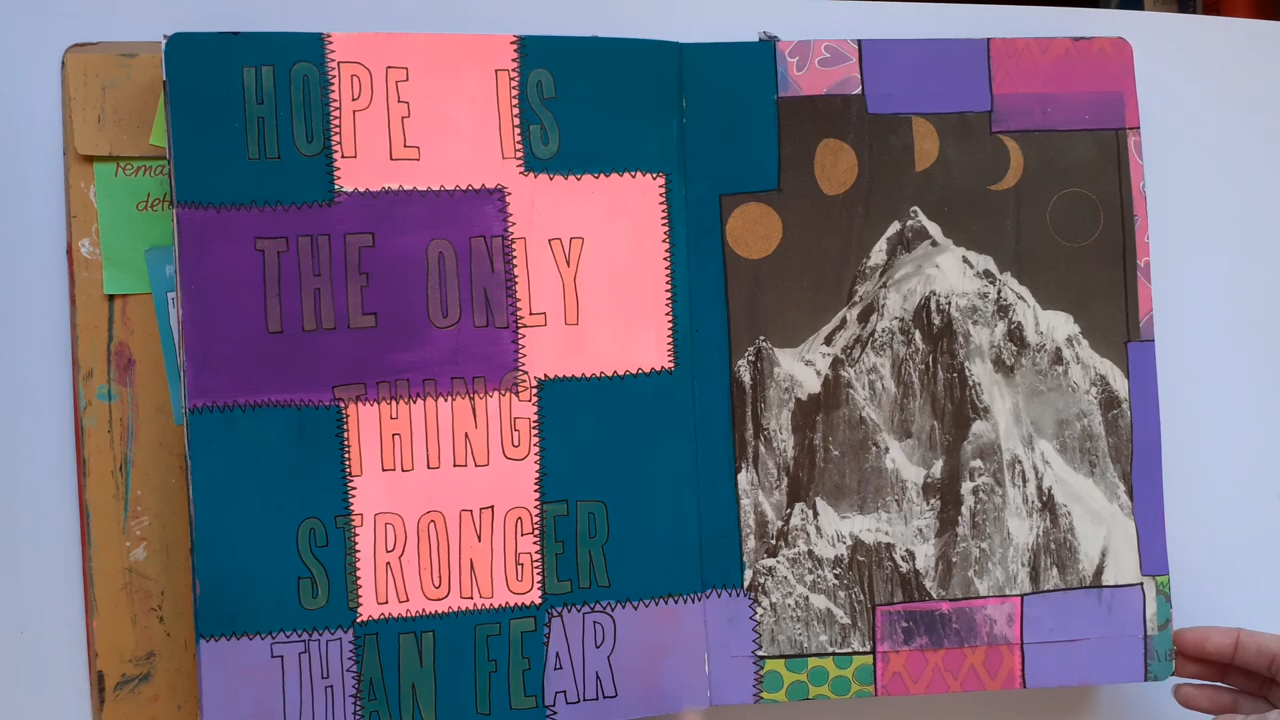 HOPE IS
THE ONLY
THING
STRONGER
THAN FEAR